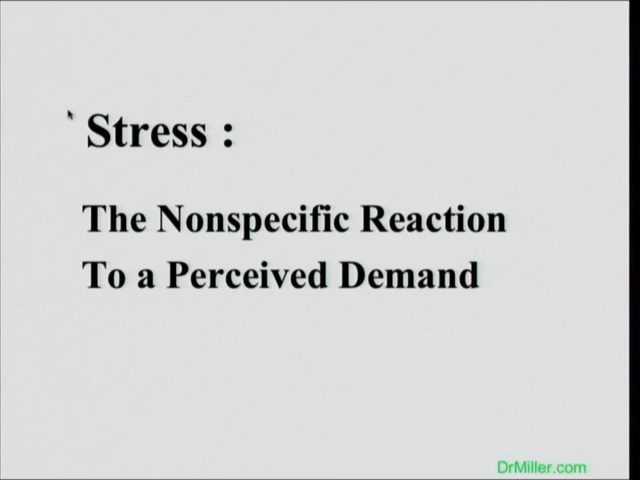 Stress :
The Nonspecific Reaction
To a Perceived Demand
DrMiller.com